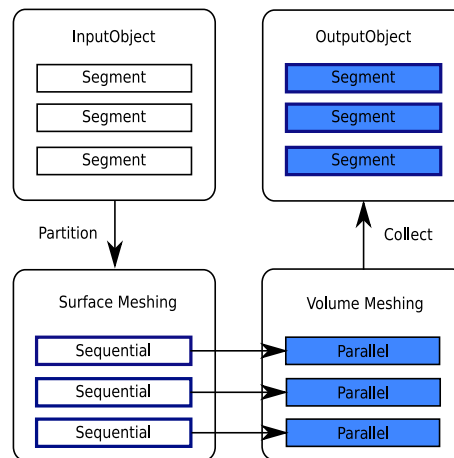 InputObject
Segment
Segment
Segment
OutputObject
Segment
Segment
Segment
Partition
Collect
Surface Meshing
Sequential
Sequential
Sequential
Volume Meshing
Parallel
Parallel
Parallel